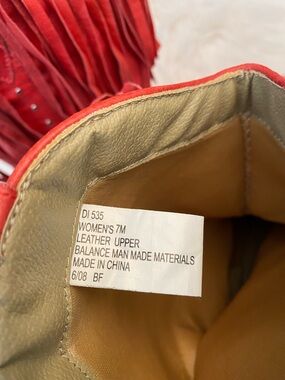 DI 535
WOMEN'S 7M
LEATHER UPPER
BALANCE MAN MADE MATERIALS
MADE IN CHINA
6/08 BF